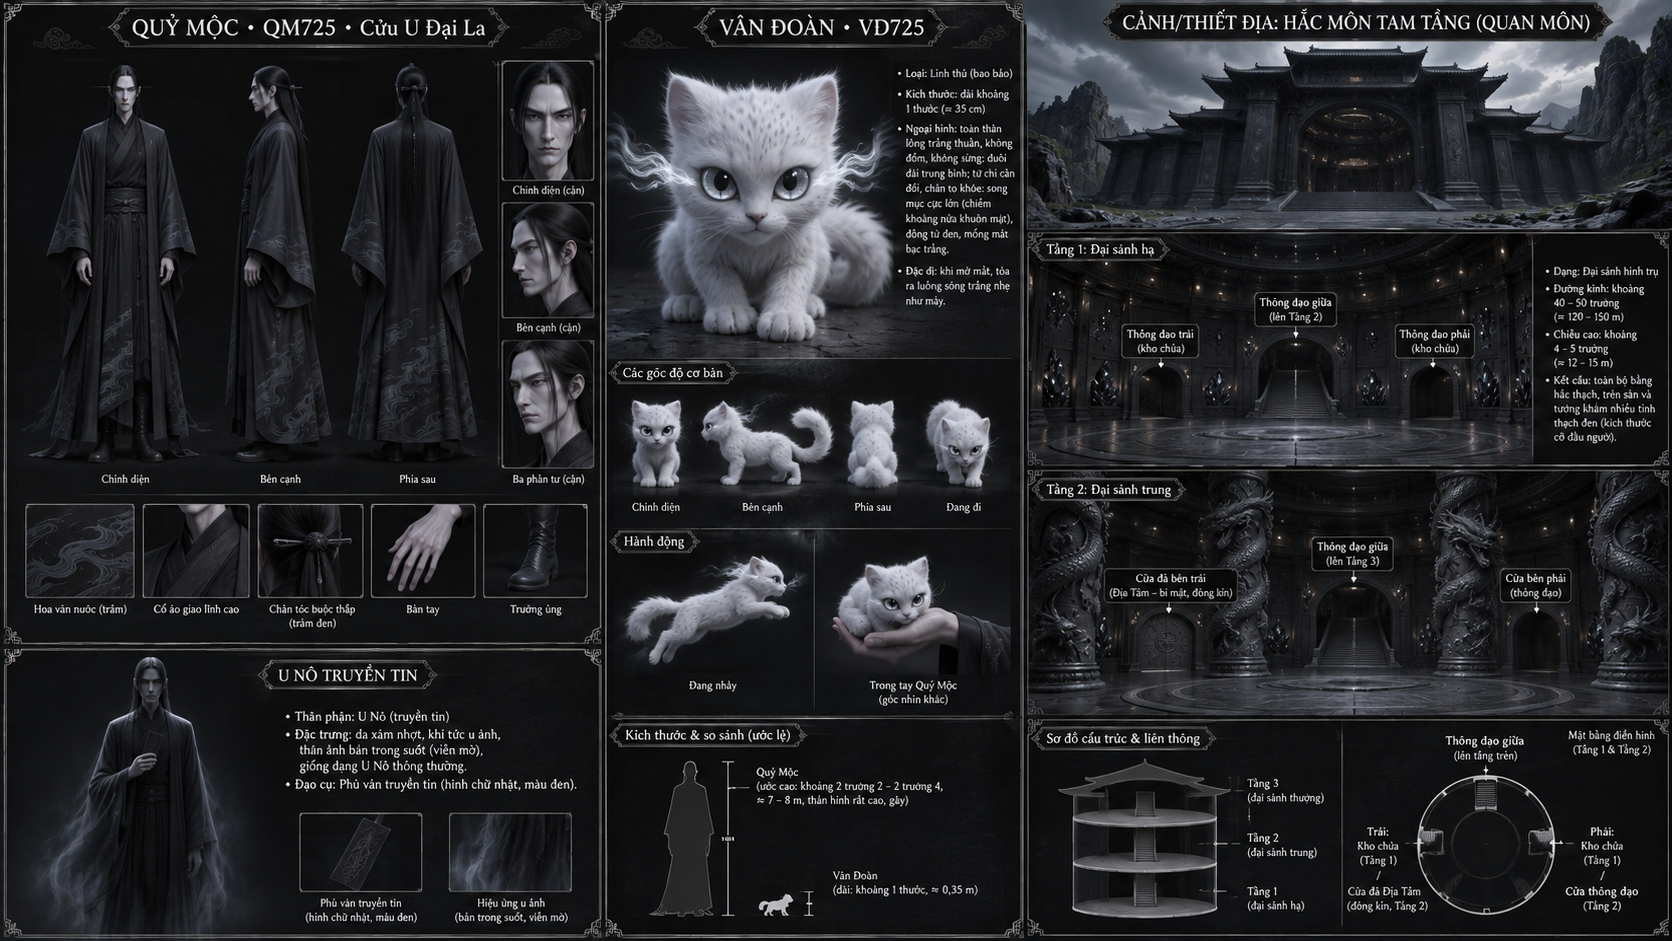 QUỶ MỘC • QM725 • Cửu U Đại La
Chính diện (cận)
Bên cạnh (cận)
Ba phần tư (cận)
Chính diện
Bên cạnh
Phía sau
Hoa văn nước (trầm)
Cổ áo giao lĩnh cao
Chân tóc buộc thấp
(trâm đen)
Bàn tay
Trường ủng
U NÔ TRUYỀN TIN
• Thân phận: U Nô (truyền tin)
• Đặc trưng: da xám nhợt, khí tức u ảnh,
thân ảnh bán trong suốt (viền mờ),
giống dạng U Nô thông thường.
• Đạo cụ: Phù văn truyền tin (hình chữ nhật, màu đen).
Phù văn truyền tin
(hình chữ nhật, màu đen)
Hiệu ứng u ảnh
(bán trong suốt, viền mờ)
VÂN ĐOÀN • VD725
• Loại: Linh thú (bao bảo)
• Kích thước: dài khoảng
1 thước (≈ 35 cm)
• Ngoại hình: toàn thân
lông trắng thuần, không
đốm, không sừng; đuôi
dài trung bình; tứ chi cân
đối, chân to khỏe; song
mục cực lớn (chiếm
khoảng nửa khuôn mặt),
đồng tử đen, mống mắt
bạc trắng.
• Đặc dị: khi mở mắt, tỏa
ra luồng sóng trắng nhẹ
như mây.
Các góc độ cơ bản
Chính diện
Bên cạnh
Phía sau
Đang đi
Hành động
Đang nhảy
Trong tay Quỷ Mộc
(góc nhìn khác)
Kích thước & so sánh (ước lệ)
Quỷ Mộc
(ước cao: khoảng 2 trượng 2 – 2 trượng 4,
≈ 7 – 8 m, thân hình rất cao, gầy)
Vân Đoàn
(dài: khoảng 1 thước, ≈ 0,35 m)
CẢNH/THIẾT ĐỊA: HẮC MÔN TAM TẦNG (QUAN MÔN)
Tầng 1: Đại sảnh hạ
Thông đạo giữa
(lên Tầng 2)
Thông đạo trái
(kho chứa)
Thông đạo phải
(kho chứa)
• Dạng: Đại sảnh hình trụ
• Đường kính: khoảng
40 – 50 trượng
(≈ 120 – 150 m)
• Chiều cao: khoảng
4 – 5 trượng
(≈ 12 – 15 m)
• Kết cấu: toàn bộ bằng
hắc thạch, trên sàn và
tường khảm nhiều tinh
thạch đen (kích thước
cỡ đầu người).
Tầng 2: Đại sảnh trung
Thông đạo giữa
(lên Tầng 3)
Cửa đá bên trái
(Địa Tâm – bí mật, đóng kín)
Cửa bên phải
(thông đạo)
Sơ đồ cấu trúc & liên thông
Tầng 3
(đại sảnh thượng)
Tầng 2
(đại sảnh trung)
Tầng 1
(đại sảnh hạ)
Thông đạo giữa
(lên tầng trên)
Mặt bằng điển hình
(Tầng 1 & Tầng 2)
Trái:
Kho chứa
(Tầng 1)
/
Cửa đá Địa Tâm
(đóng kín, Tầng 2)
Phải:
Kho chứa
(Tầng 1)
/
Cửa thông đạo
(Tầng 2)